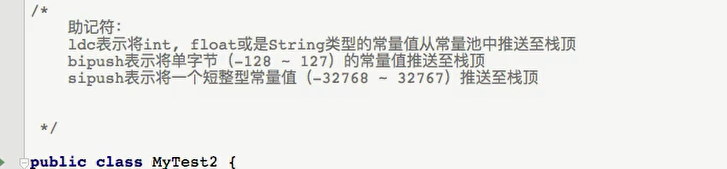 /*
助记符：
ldc表示将int, float或是String类型的常量值从常量池中推送至栈顶
bipush表示将单字节（-128 ~ 127）的常量值推送至栈顶
sipush表示将一个短整型常量值（-32768 ~ 32767）推送至栈顶
*/
public class MyTest2 {